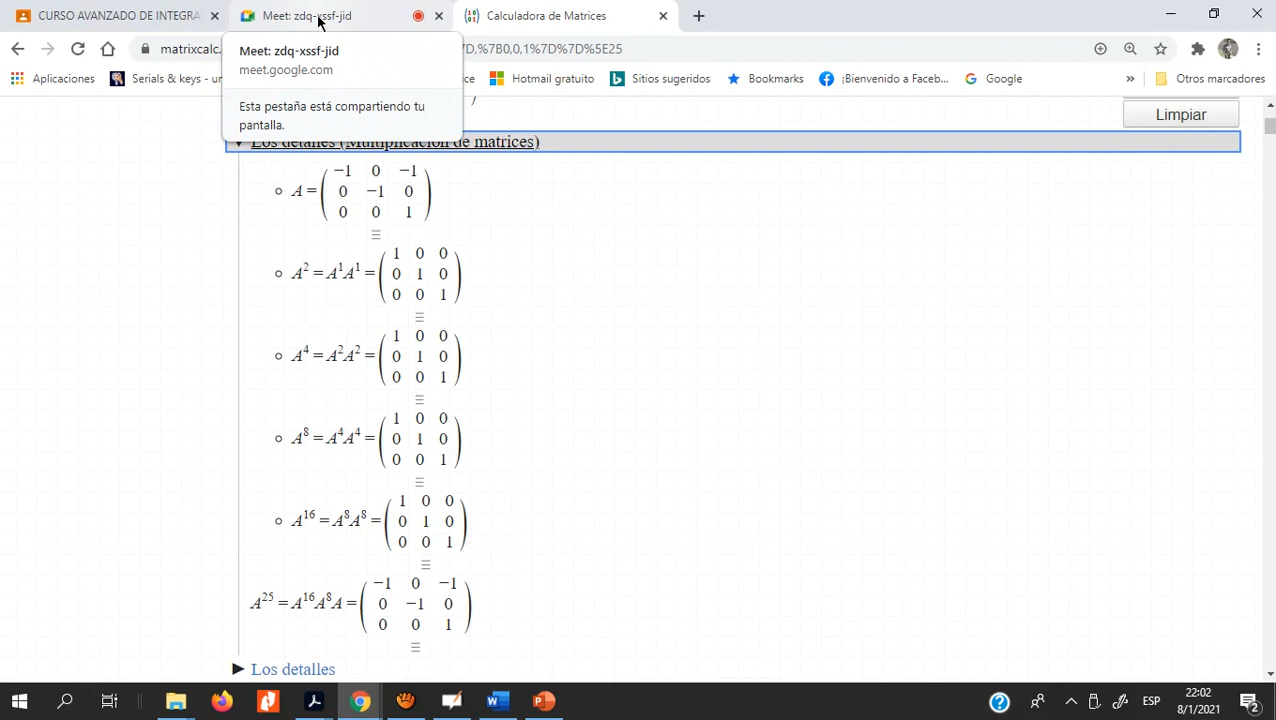 CURSO AVANZADO DE INTEGRA
Meet: zdq-xssf-jid
Calculadora de Matrices
matrixcalc.
D,%7B0,0,1%7D%7D%5E25
Meet: zdq-xssf-jid
meet.google.com
Esta pestaña está compartiendo tu
pantalla.
Aplicaciones
Serials & keys - un
ce
Hotmail gratuito
Sitios sugeridos
Bookmarks
¡Bienvenido a Faceb...
Google
»
Otros marcadores
Limpiar
Los detalles (Multiplicación de matrices)
A = ( −1 0 −1
0 −1 0
0 0 1 )
A² = A¹A¹ = ( 1 0 0
0 1 0
0 0 1 )
A⁴ = A²A² = ( 1 0 0
0 1 0
0 0 1 )
A⁸ = A⁴A⁴ = ( 1 0 0
0 1 0
0 0 1 )
A¹⁶ = A⁸A⁸ = ( 1 0 0
0 1 0
0 0 1 )
A²⁵ = A¹⁶A⁸A = ( −1 0 −1
0 −1 0
0 0 1 )
Los detalles
ESP
22:02
8/1/2021
2